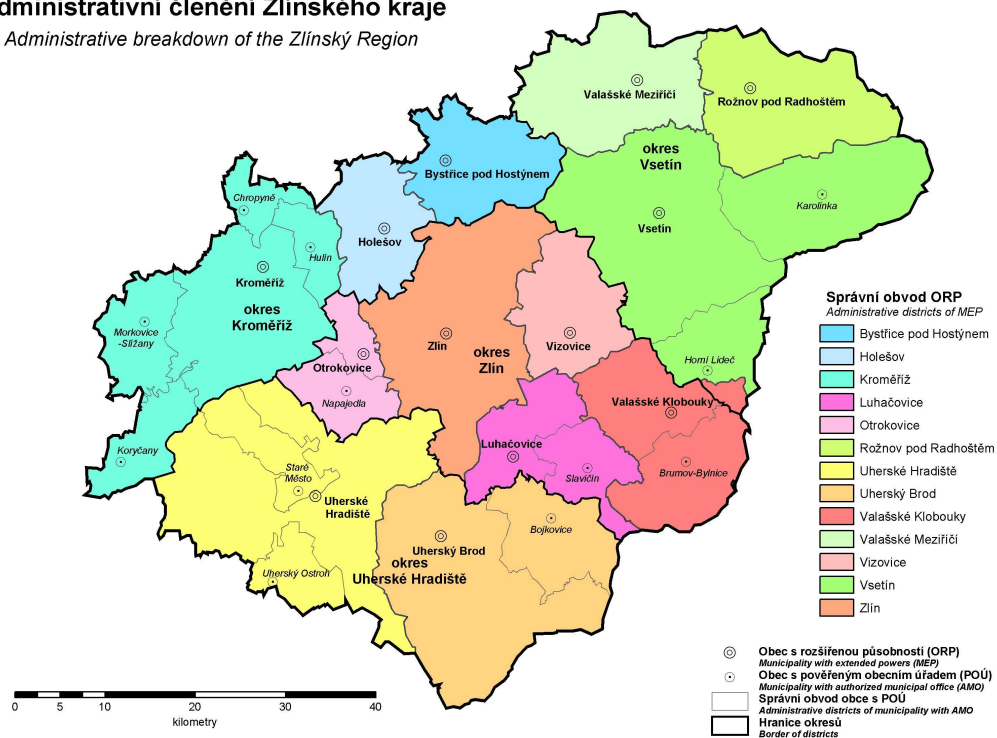 dministrativní členění Zlínského kraje
Administrative breakdown of the Zlínský Region
Valašské Meziříčí
Rožnov pod Radhoštěm
okres
Vsetín
Bystřice pod Hostýnem
Karolinka
Chropyně
Vsetín
Holešov
Hulín
Kroměříž
okres
Kroměříž
Morkovice
-Slížany
Zlín
okres
Zlín
Vizovice
Otrokovice
Napajedla
Horní Lideč
Valašské Klobouky
Luhačovice
Koryčany
Slavičín
Brumov-Bylnice
Staré
Město
Uherské
Hradiště
Bojkovice
Uherský Brod
okres
Uherské Hradiště
Uherský Ostroh
Správní obvod ORP
Administrative districts of MEP
Bystřice pod Hostýnem
Holešov
Kroměříž
Luhačovice
Otrokovice
Rožnov pod Radhoštěm
Uherské Hradiště
Uherský Brod
Valašské Klobouky
Valašské Meziříčí
Vizovice
Vsetín
Zlín
Obec s rozšířenou působností (ORP)
Municipality with extended powers (MEP)
Obec s pověřeným obecním úřadem (POÚ)
Municipality with authorized municipal office (AMO)
Správní obvod obce s POÚ
Administrative districts of municipality with AMO
Hranice okresů
Border of districts
0 5 10 20 30 40
kilometry